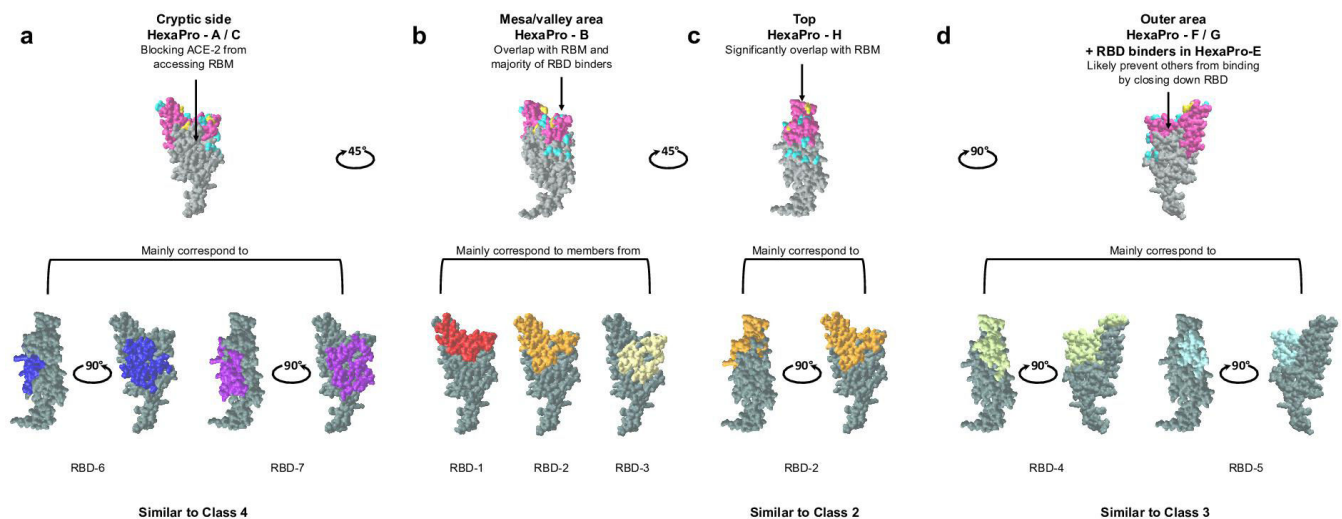 a
Cryptic side
HexaPro - A / C
Blocking ACE-2 from
accessing RBM
45°
Mainly correspond to
90°
90°
RBD-6
RBD-7
Similar to Class 4
b
Mesa/valley area
HexaPro - B
Overlap with RBM and
majority of RBD binders
45°
Mainly correspond to members from
RBD-1
RBD-2
RBD-3
c
Top
HexaPro - H
Significantly overlap with RBM
90°
Mainly correspond to
90°
RBD-2
Similar to Class 2
d
Outer area
HexaPro - F / G
+ RBD binders in HexaPro-E
Likely prevent others from binding
by closing down RBD
Mainly correspond to
90°
90°
RBD-4
RBD-5
Similar to Class 3